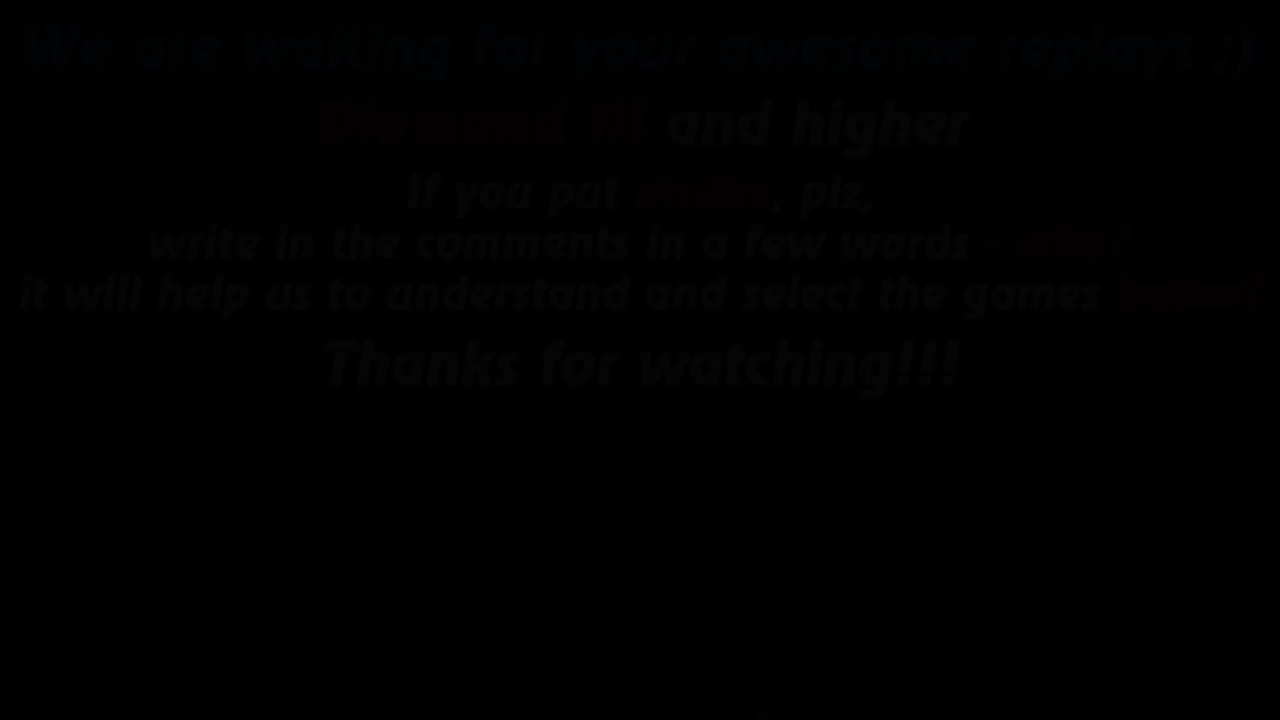 We are waiting for your awesome replays ;)
Diamond III and higher
If you put dislike, plz,
write in the comments in a few words - why?
it will help us to understand and select the games better!
Thanks for watching!!!